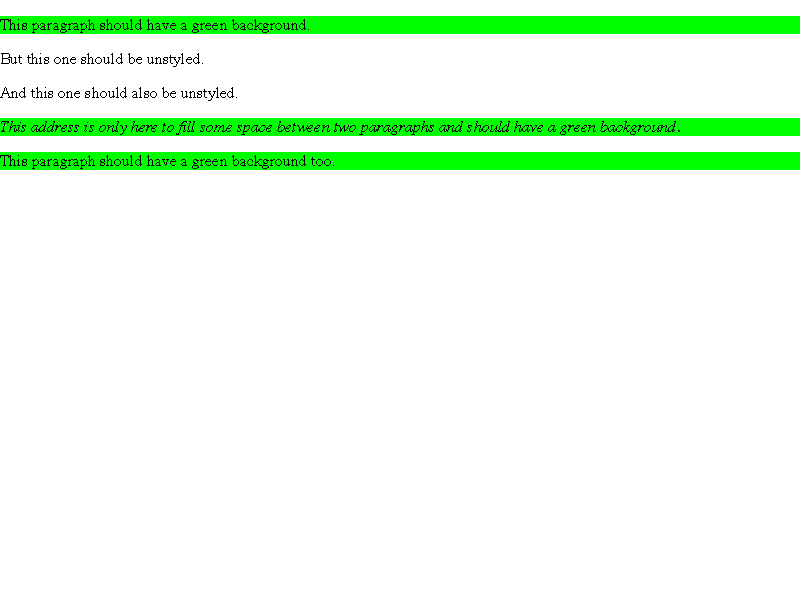 This paragraph should have a green background.
But this one should be unstyled.
And this one should also be unstyled.
This address is only here to fill some space between two paragraphs and should have a green background.
This paragraph should have a green background too.